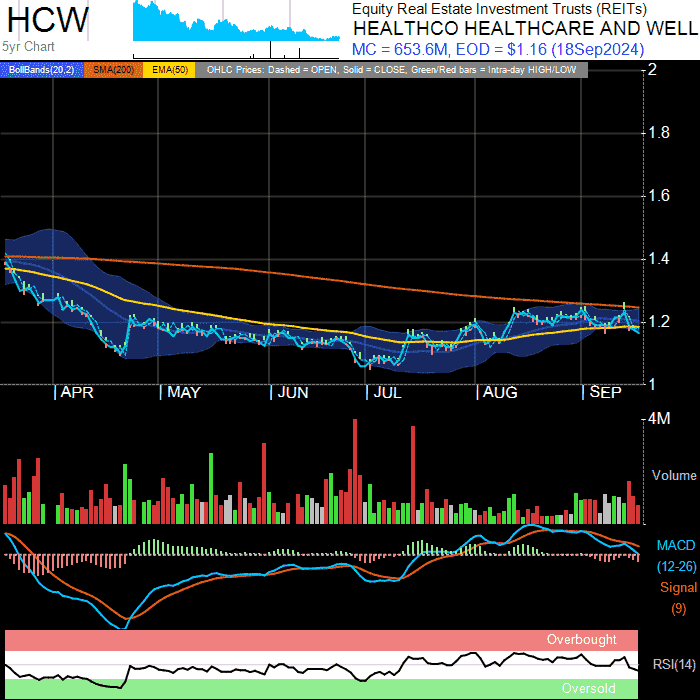 HCW
5yr Chart
Equity Real Estate Investment Trusts (REITs)
HEALTHCO HEALTHCARE AND WELL
MC = 653.6M, EOD = $1.16 (18Sep2024)
BollBands(20,2) SMA(200) EMA(50) OHLC Prices: Dashed = OPEN, Solid = CLOSE, Green/Red bars = Intra-day HIGH/LOW
2
1.8
1.6
1.4
1.2
1
APR MAY JUN JUL AUG SEP
4M
Volume
MACD
(12-26)
Signal
(9)
Overbought
RSI(14)
Oversold